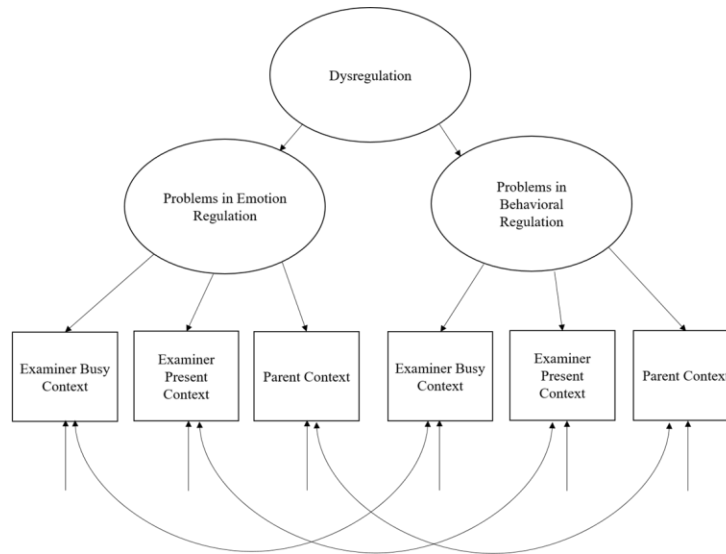 Dysregulation
Problems in Emotion
Regulation
Problems in
Behavioral
Regulation
Examiner Busy
Context
Examiner
Present
Context
Parent Context
Examiner Busy
Context
Examiner
Present
Context
Parent Context